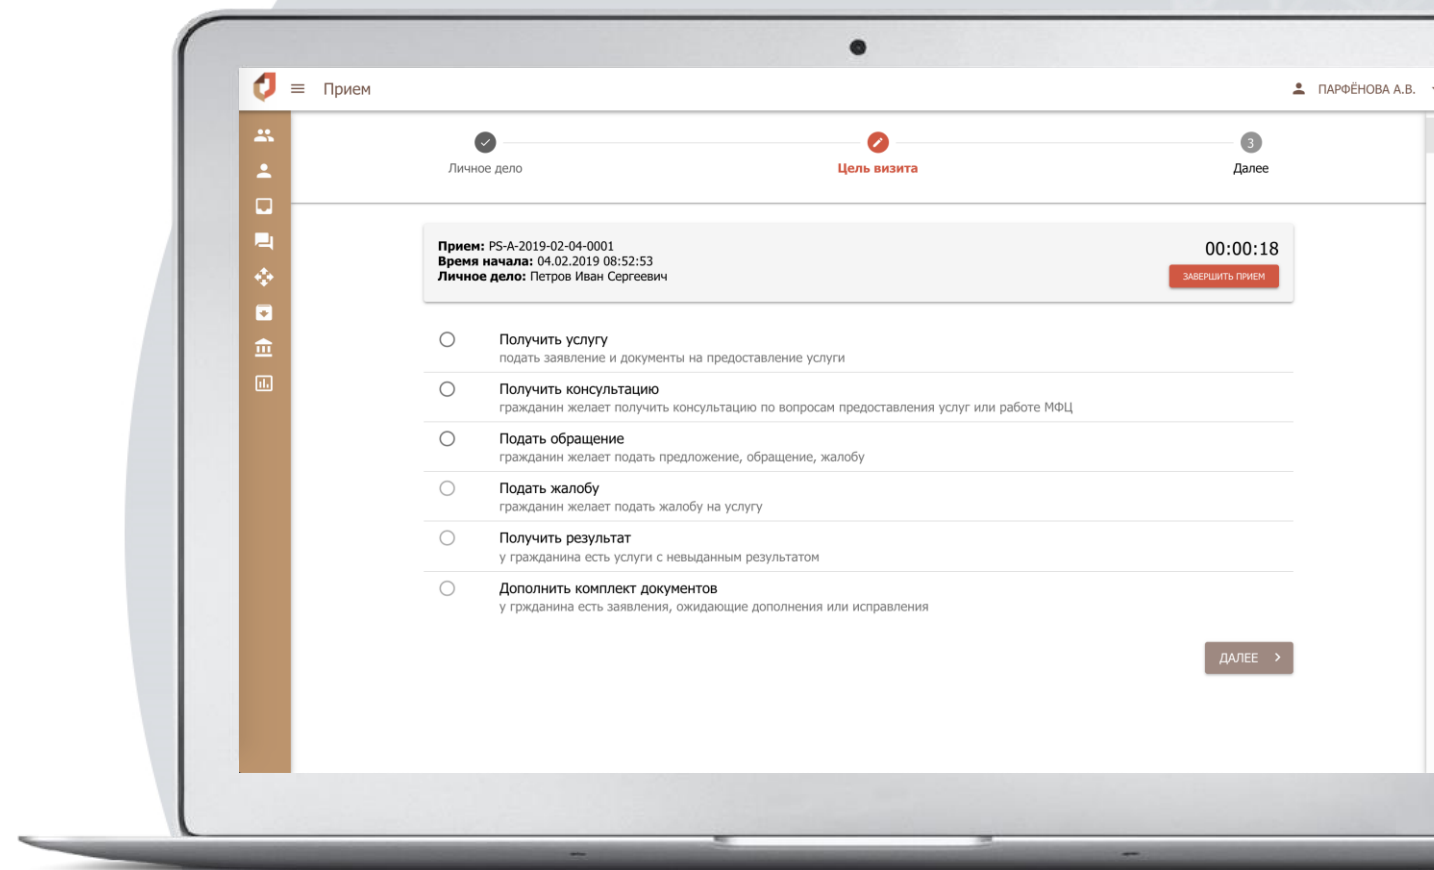 Прием
ПАРФЁНОВА А.В.
Личное дело
Цель визита
3
Далее
Прием: PS-A-2019-02-04-0001
Время начала: 04.02.2019 08:52:53
Личное дело: Петров Иван Сергеевич
00:00:18
ЗАВЕРШИТЬ ПРИЕМ
Получить услугу
подать заявление и документы на предоставление услуги
Получить консультацию
гражданин желает получить консультацию по вопросам предоставления услуг или работе МФЦ
Подать обращение
гражданин желает подать предложение, обращение, жалобу
Подать жалобу
гражданин желает подать жалобу на услугу
Получить результат
у гражданина есть услуги с невыданным результатом
Дополнить комплект документов
у гржданина есть заявления, ожидающие дополнения или исправления
ДАЛЕЕ